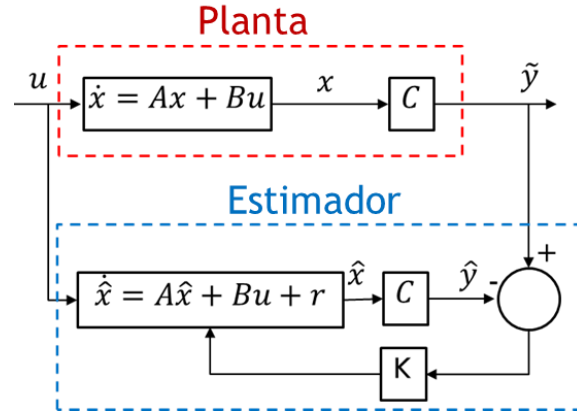 Planta
u ẋ = Ax + Bu x C ỹ
Estimador
+
x̂̇ = Ax̂ + Bu + r x̂ C ŷ -
K